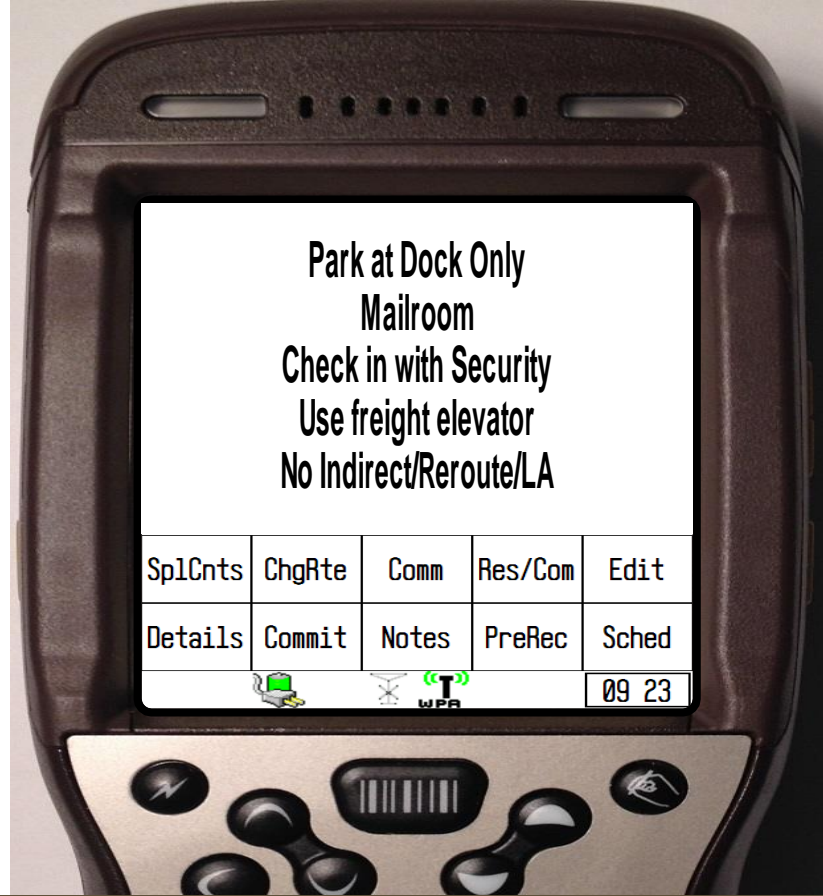 Park at Dock Only
Mailroom
Check in with Security
Use freight elevator
No Indirect/Reroute/LA
SplCnts ChgRte Comm Res/Com Edit
Details Commit Notes PreRec Sched
T
WPA
09 23